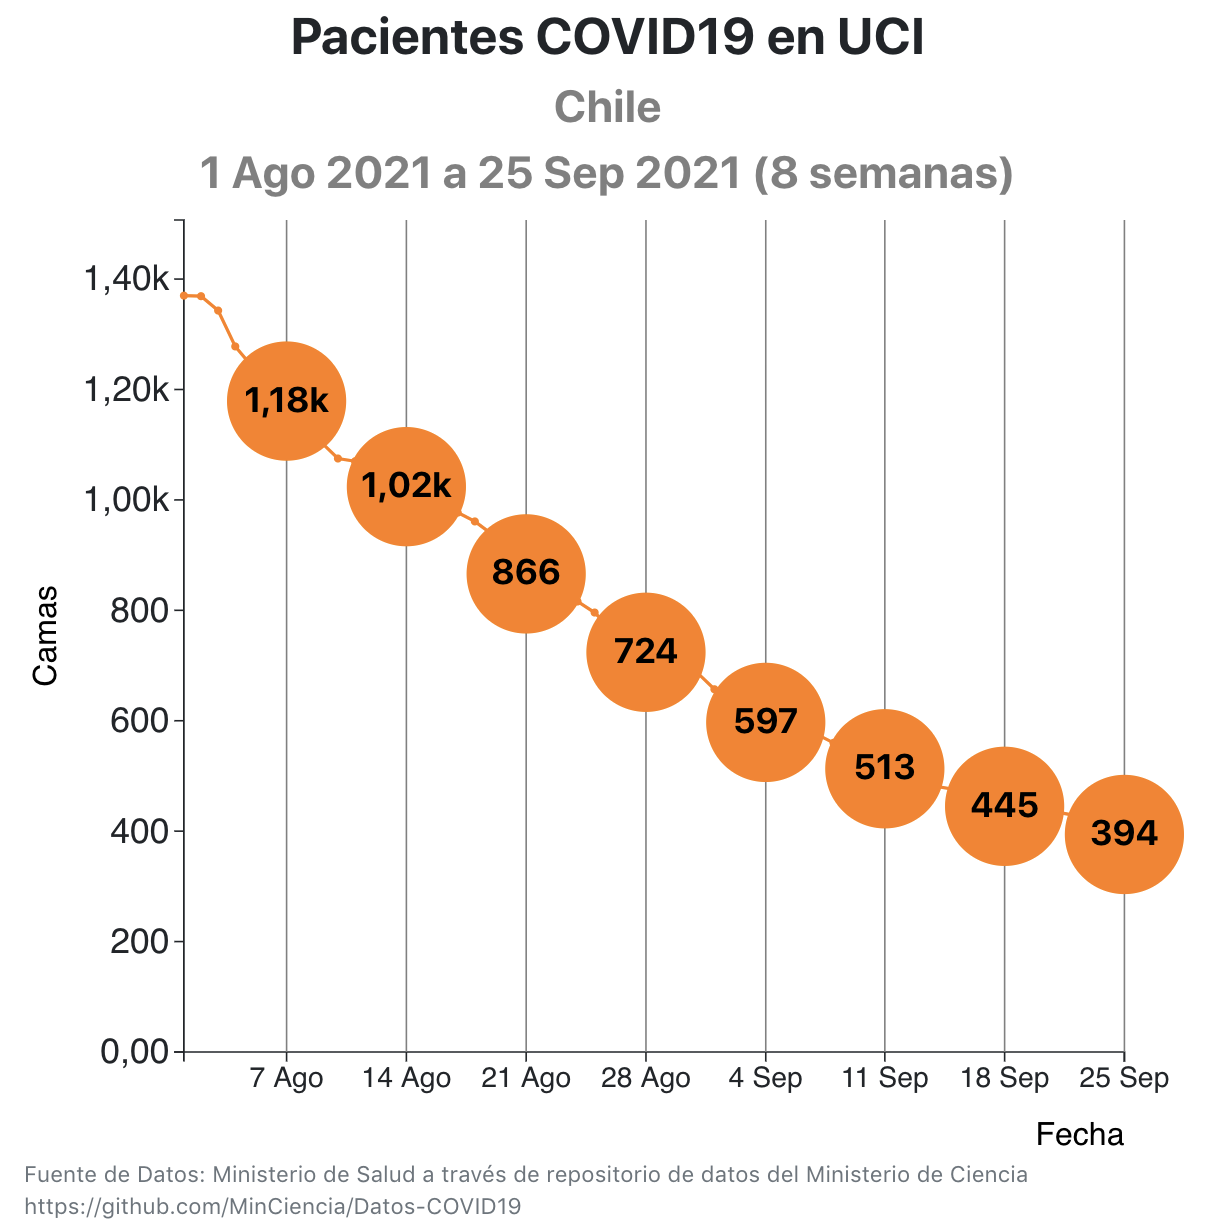 Pacientes COVID19 en UCI
Chile
1 Ago 2021 a 25 Sep 2021 (8 semanas)
1,40k
1,20k
1,00k
800
600
400
200
0,00
Camas
1,18k
1,02k
866
724
597
513
445
394
7 Ago 14 Ago 21 Ago 28 Ago 4 Sep 11 Sep 18 Sep 25 Sep
Fecha
Fuente de Datos: Ministerio de Salud a través de repositorio de datos del Ministerio de Ciencia
https://github.com/MinCiencia/Datos-COVID19